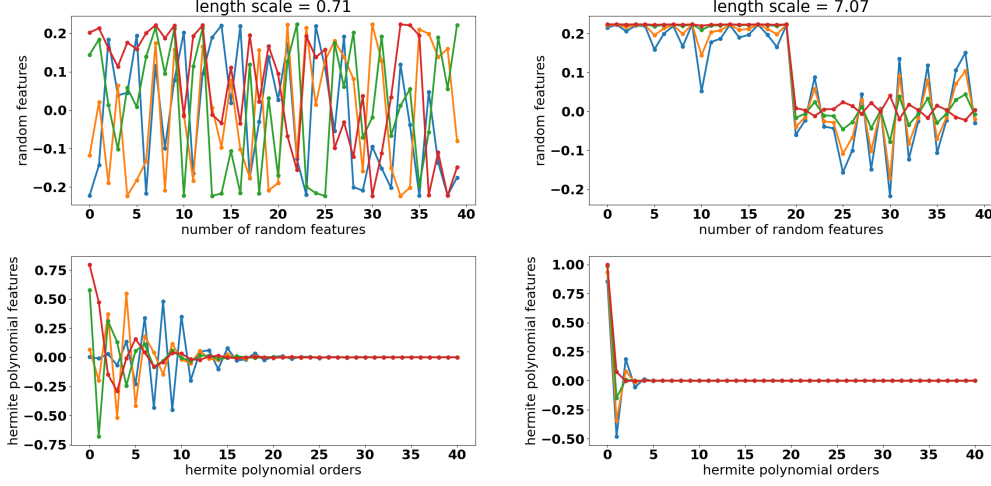 length scale = 0.71
random features
0.2
0.1
0.0
−0.1
−0.2
0 5 10 15 20 25 30 35 40
number of random features
length scale = 7.07
random features
0.2
0.1
0.0
−0.1
−0.2
0 5 10 15 20 25 30 35 40
number of random features
hermite polynomial features
0.75
0.50
0.25
0.00
−0.25
−0.50
−0.75
0 5 10 15 20 25 30 35 40
hermite polynomial orders
hermite polynomial features
1.00
0.75
0.50
0.25
0.00
−0.25
−0.50
0 5 10 15 20 25 30 35 40
hermite polynomial orders